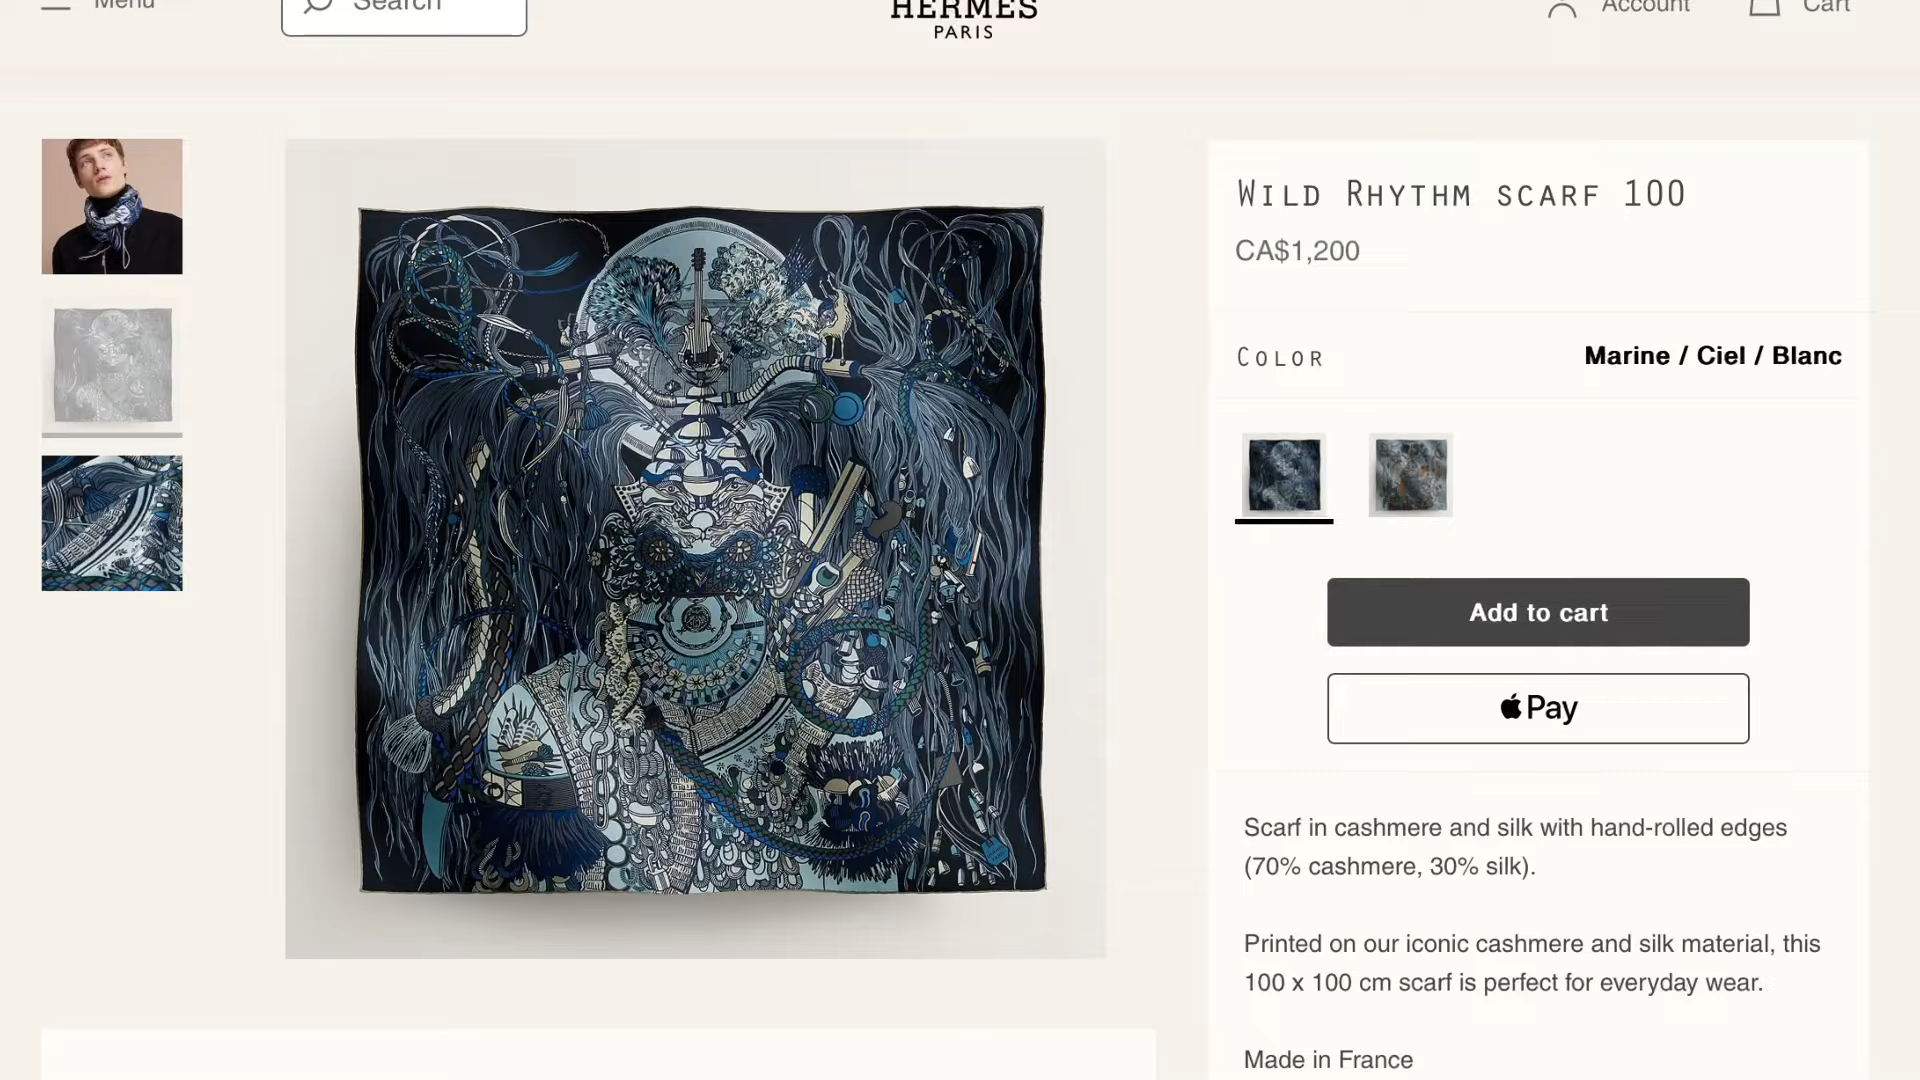 Menu
Search
HERMÈS
PARIS
Account
Cart
Wild Rhythm scarf 100
CA$1,200
Color
Marine / Ciel / Blanc
Add to cart
Pay
Scarf in cashmere and silk with hand-rolled edges
(70% cashmere, 30% silk).
Printed on our iconic cashmere and silk material, this
100 x 100 cm scarf is perfect for everyday wear.
Made in France